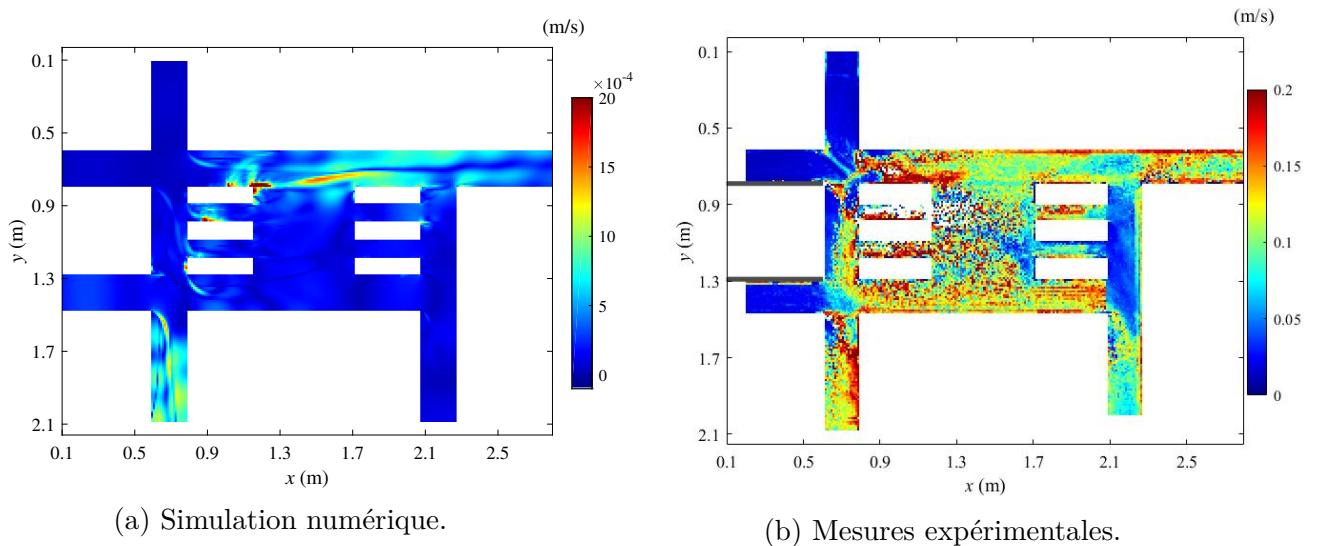 (m/s)
0.1
0.5
0.9
1.3
1.7
2.1
y (m)
0.1 0.5 0.9 1.3 1.7 2.1 2.5
x (m)
×10⁻⁴
20
15
10
5
0
(a) Simulation numérique.
(m/s)
0.1
0.5
0.9
1.3
1.7
2.1
y (m)
0.1 0.5 0.9 1.3 1.7 2.1 2.5
x (m)
0.2
0.15
0.1
0.05
0
(b) Mesures expérimentales.